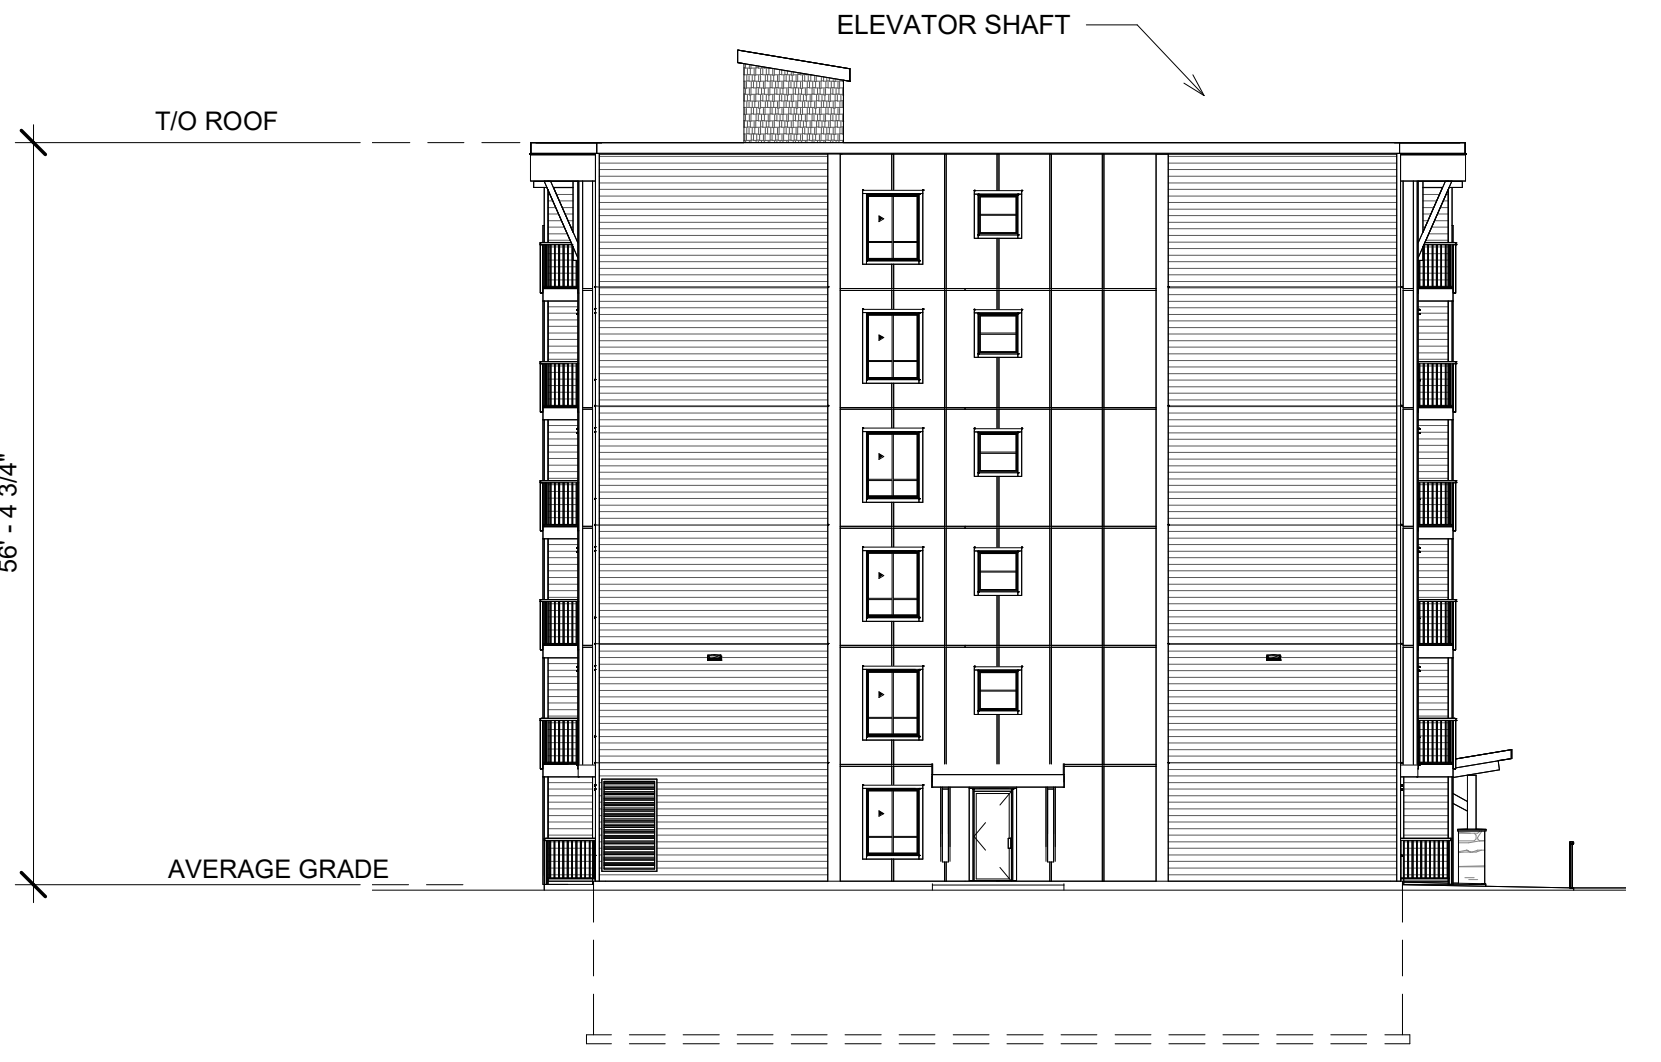 ELEVATOR SHAFT
T/O ROOF
56' - 4 3/4"
AVERAGE GRADE